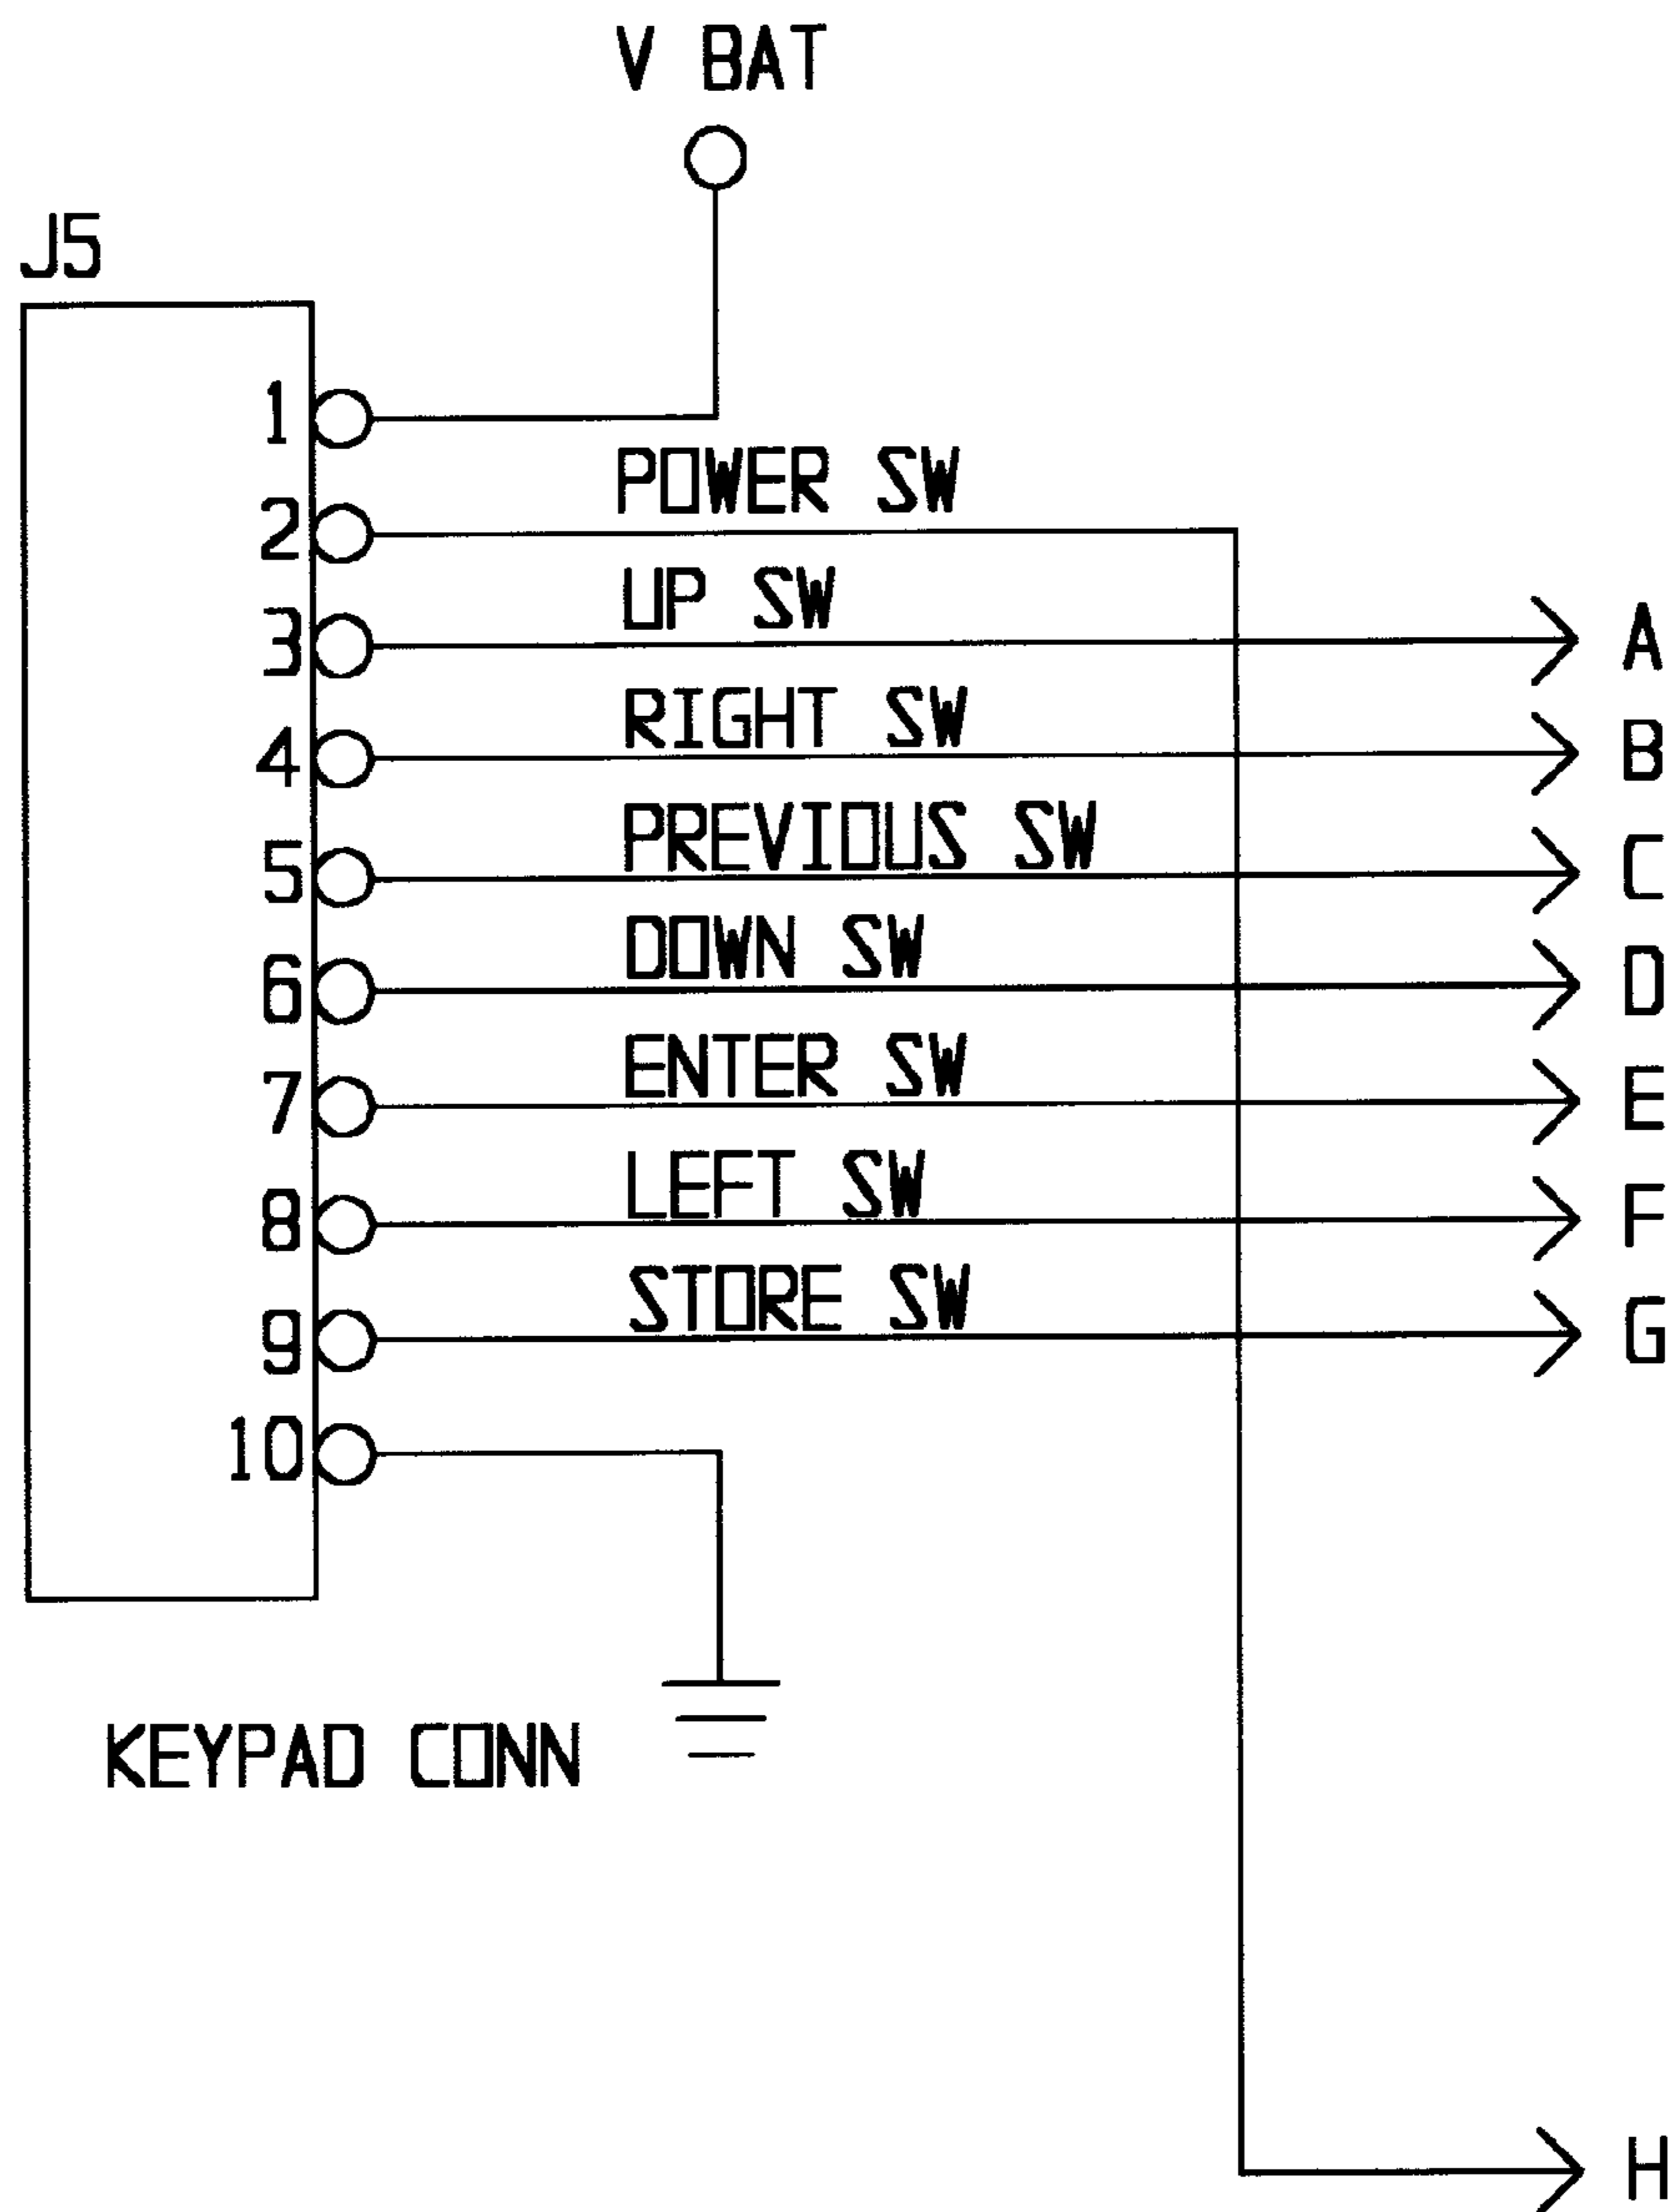 V BAT
J5
1
POWER SW
2
UP SW
3 A
RIGHT SW
4 B
PREVIOUS SW
5 C
DOWN SW
6 D
ENTER SW
7 E
LEFT SW
8 F
STORE SW
9 G
10
KEYPAD CONN
H